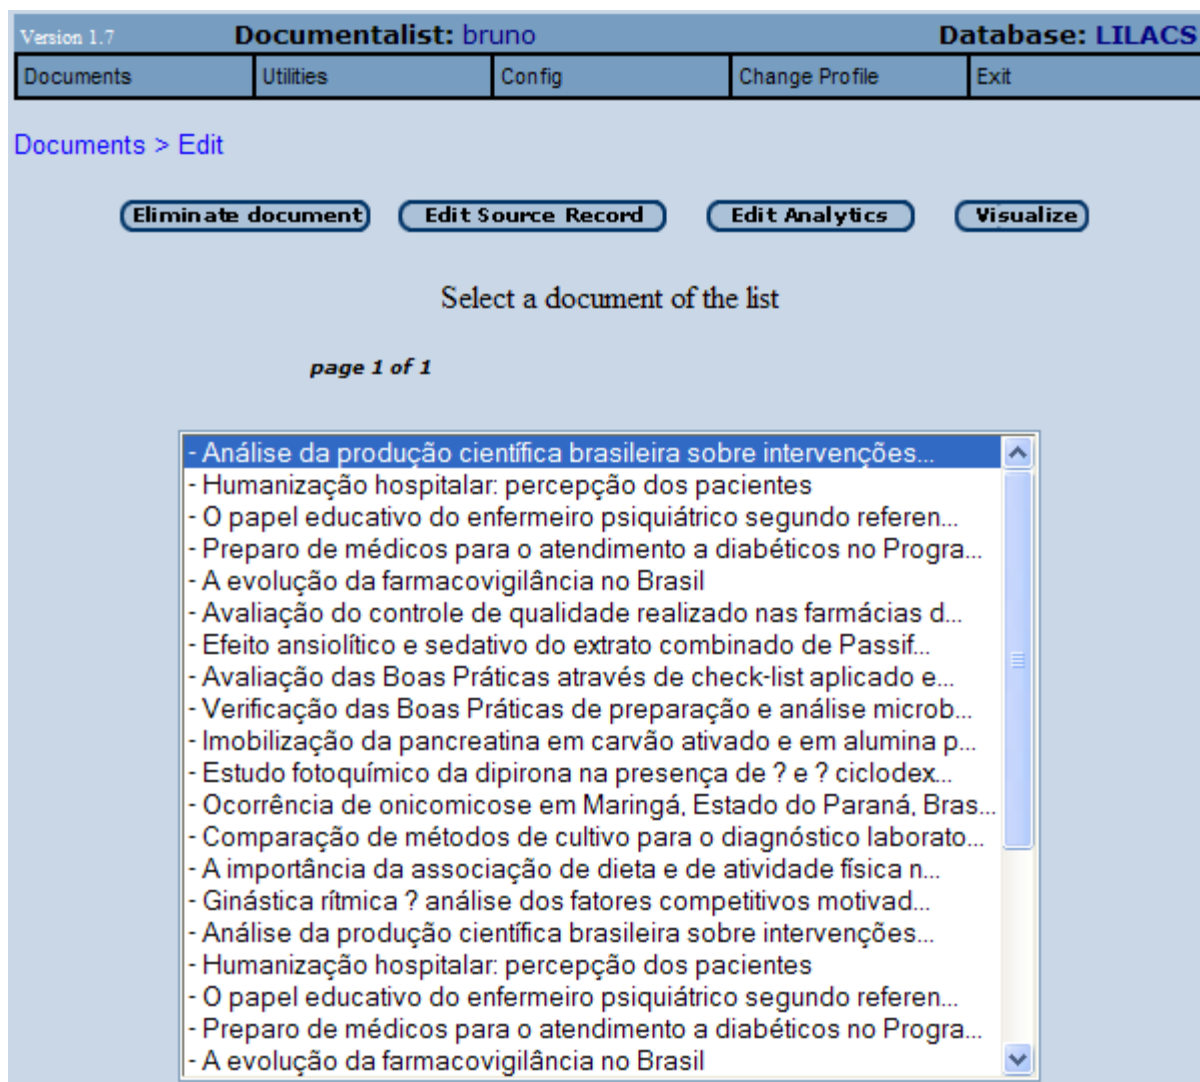 Version 1.7 Documentalist: bruno Database: LILACS
Documents Utilities Config Change Profile Exit
Documents > Edit
Eliminate document Edit Source Record Edit Analytics Visualize
Select a document of the list
page 1 of 1
- Análise da produção científica brasileira sobre intervenções...
- Humanização hospitalar: percepção dos pacientes
- O papel educativo do enfermeiro psiquiátrico segundo referen...
- Preparo de médicos para o atendimento a diabéticos no Progra...
- A evolução da farmacovigilância no Brasil
- Avaliação do controle de qualidade realizado nas farmácias d...
- Efeito ansiolítico e sedativo do extrato combinado de Passif...
- Avaliação das Boas Práticas através de check-list aplicado e...
- Verificação das Boas Práticas de preparação e análise microb...
- Imobilização da pancreatina em carvão ativado e em alumina p...
- Estudo fotoquímico da dipirona na presença de ? e ? ciclodex...
- Ocorrência de onicomicose em Maringá, Estado do Paraná, Bras...
- Comparação de métodos de cultivo para o diagnóstico laborato...
- A importância da associação de dieta e de atividade física n...
- Ginástica rítmica ? análise dos fatores competitivos motivad...
- Análise da produção científica brasileira sobre intervenções...
- Humanização hospitalar: percepção dos pacientes
- O papel educativo do enfermeiro psiquiátrico segundo referen...
- Preparo de médicos para o atendimento a diabéticos no Progra...
- A evolução da farmacovigilância no Brasil